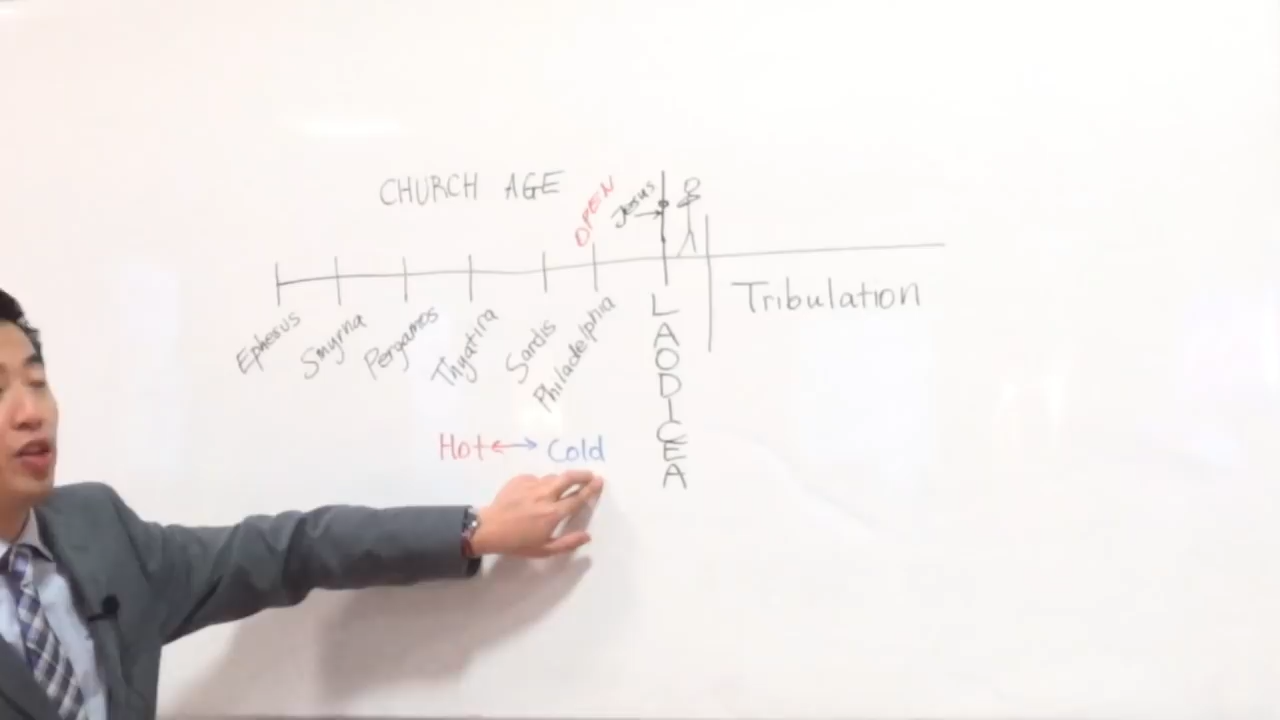 CHURCH AGE
OPEN
Jesus
Ephesus
Smyrna
Pergamos
Thyatira
Sardis
Philadelphia
LAODICEA
Tribulation
Hot ↔ Cold